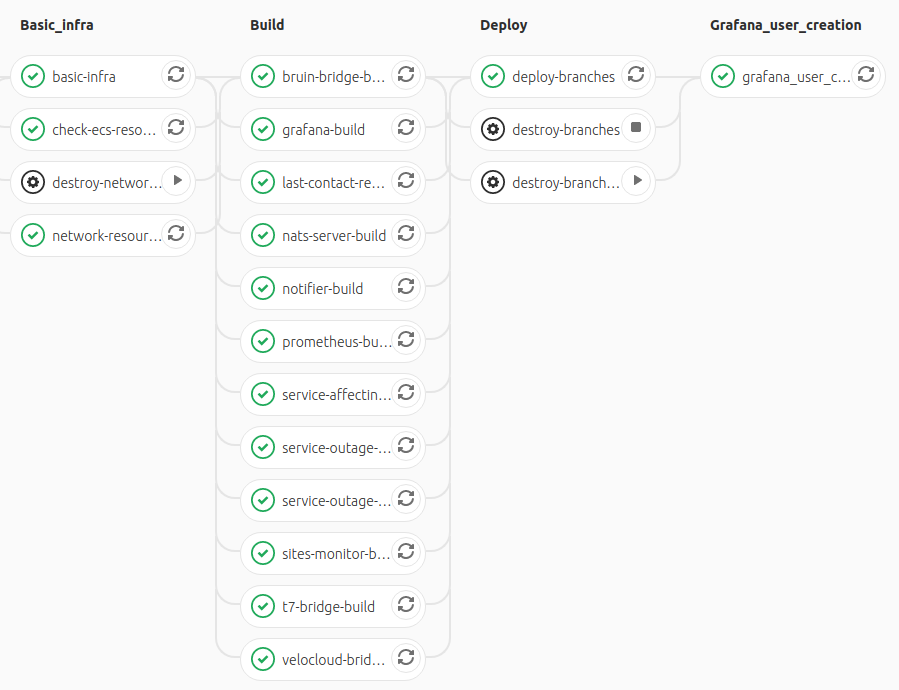 Basic_infra
basic-infra
check-ecs-reso...
destroy-networ...
network-resour...
Build
bruin-bridge-b...
grafana-build
last-contact-re...
nats-server-build
notifier-build
prometheus-bu...
service-affectin...
service-outage-...
service-outage-...
sites-monitor-b...
t7-bridge-build
velocloud-brid...
Deploy
deploy-branches
destroy-branches
destroy-branch...
Grafana_user_creation
grafana_user_c...